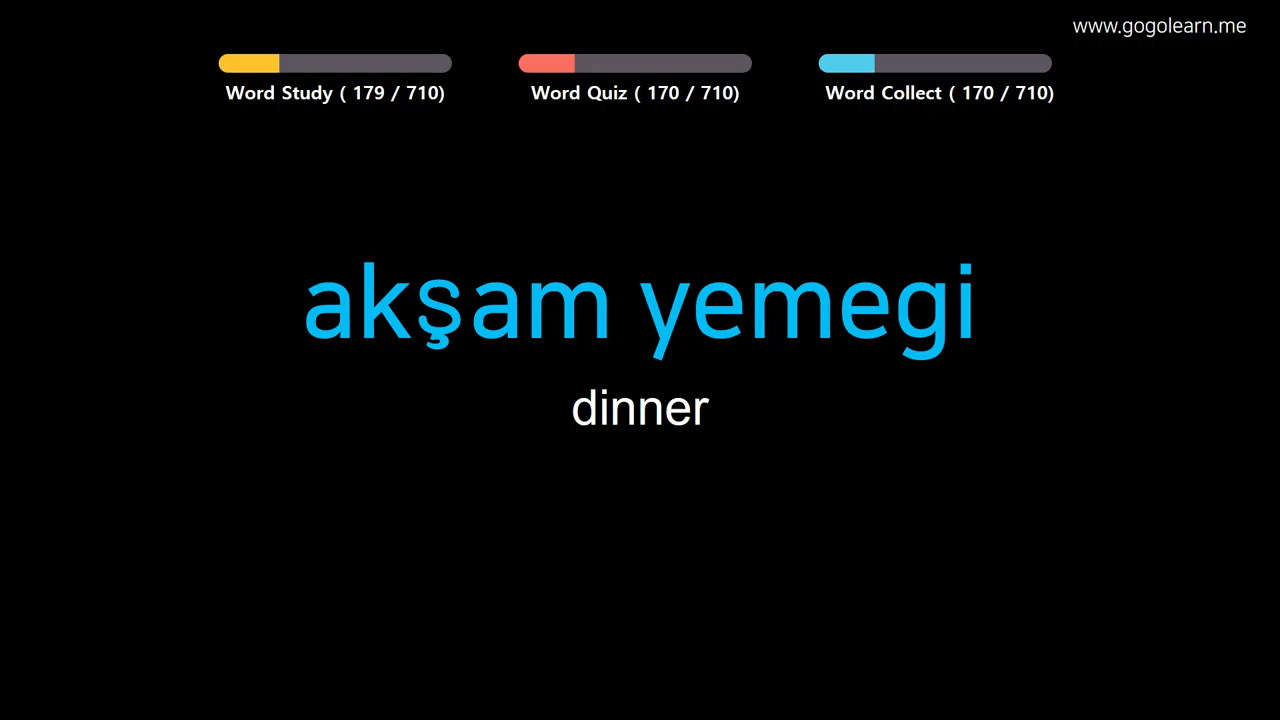 www.gogolearn.me
Word Study ( 179 / 710)
Word Quiz ( 170 / 710)
Word Collect ( 170 / 710)
akşam yemegi
dinner